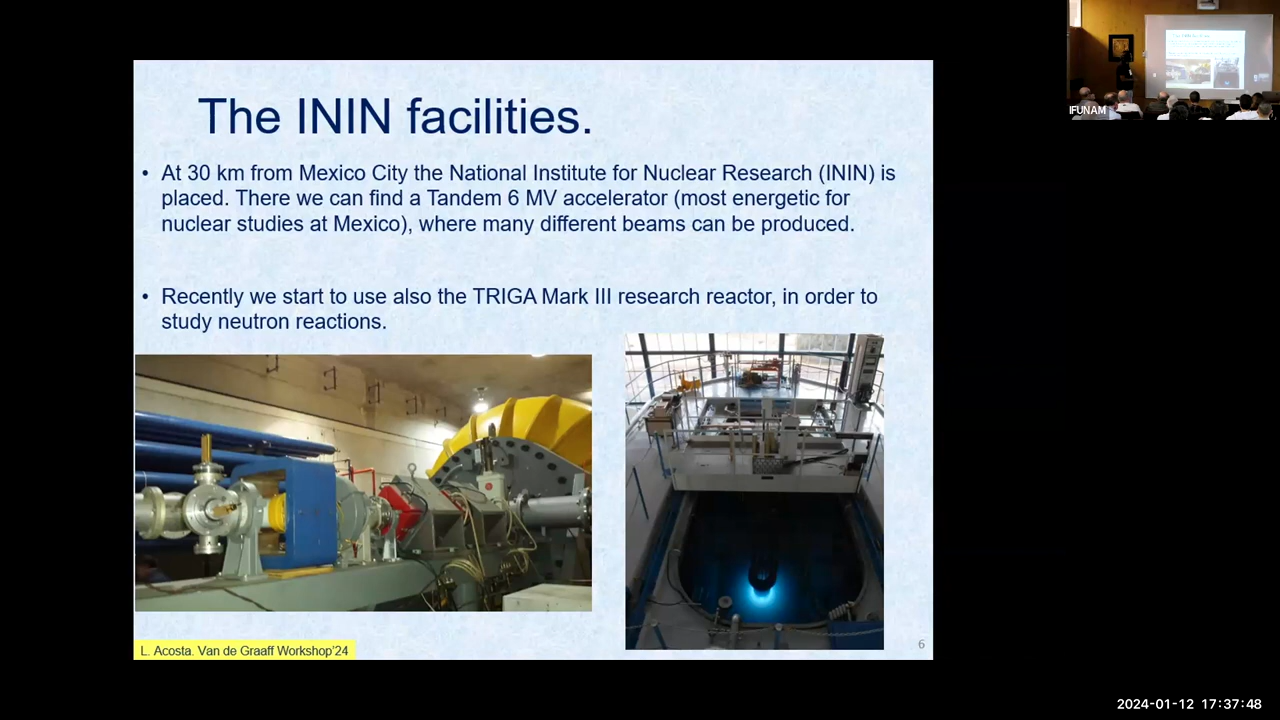 The ININ facilities.
• At 30 km from Mexico City the National Institute for Nuclear Research (ININ) is
placed. There we can find a Tandem 6 MV accelerator (most energetic for
nuclear studies at Mexico), where many different beams can be produced.
• Recently we start to use also the TRIGA Mark III research reactor, in order to
study neutron reactions.
L. Acosta. Van de Graaff Workshop'24
6
IFUNAM
2024-01-12 17:37:48